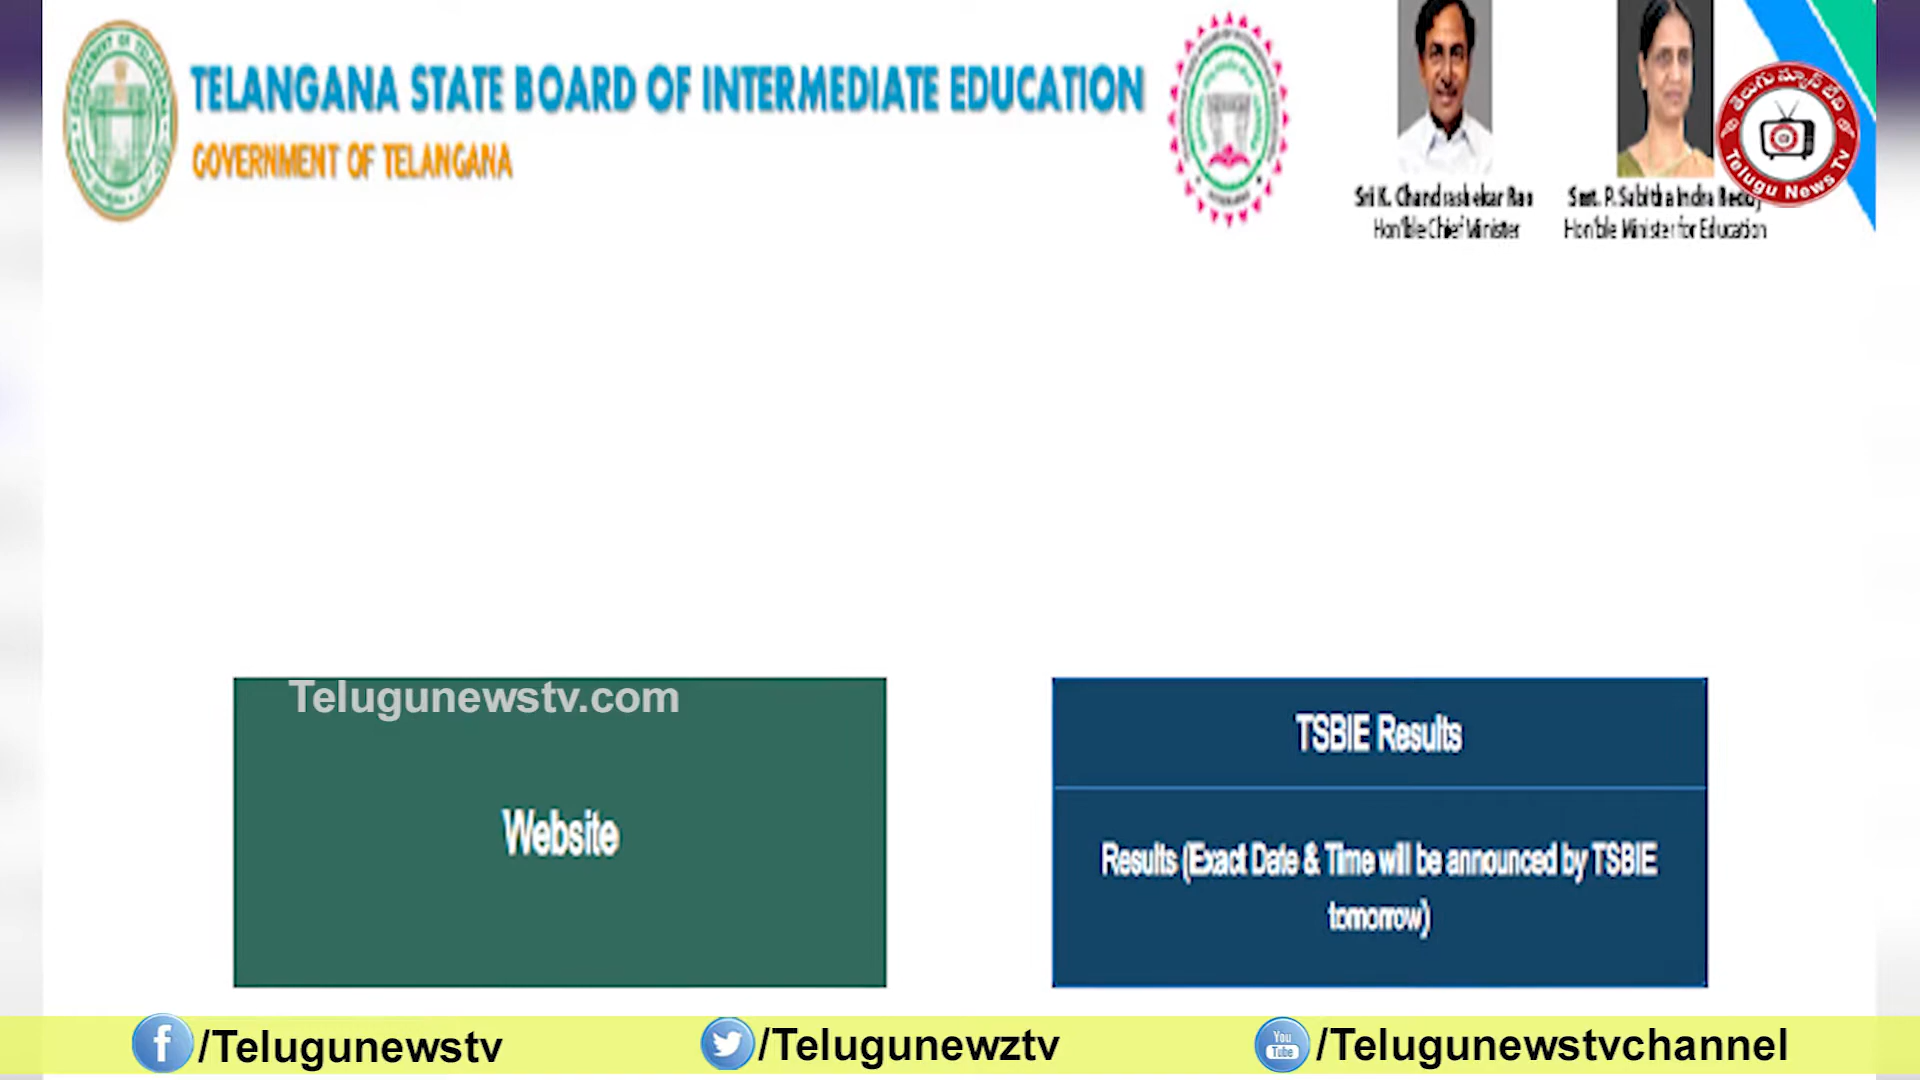 TELANGANA STATE BOARD OF INTERMEDIATE EDUCATION
GOVERNMENT OF TELANGANA
Sri K. Chandrashekar Rao
Hon'ble Chief Minister
Smt. P. Sabitha Indra Reddy
Hon'ble Minister for Education
తెలుగు న్యూస్ టీవి
Telugu News Tv
Telugunewstv.com
Website
TSBIE Results
Results (Exact Date & Time will be announced by TSBIE
tomorrow)
/Telugunewstv
/Telugunewztv
You
Tube
/Telugunewstvchannel